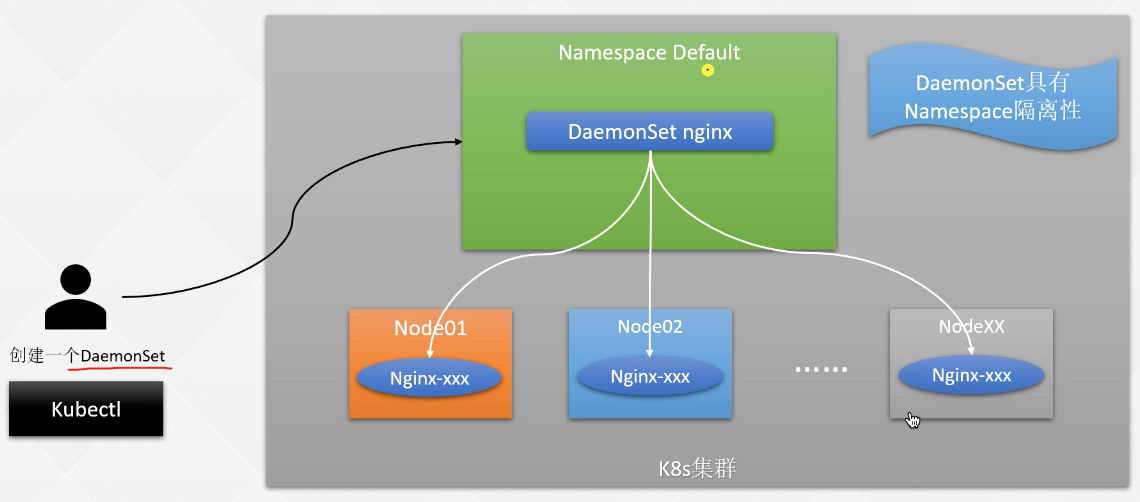 Namespace Default
DaemonSet具有
Namespace隔离性
DaemonSet nginx
Node01
Node02
NodeXX
Nginx-xxx
Nginx-xxx
……
Nginx-xxx
创建一个DaemonSet
Kubectl
K8s集群